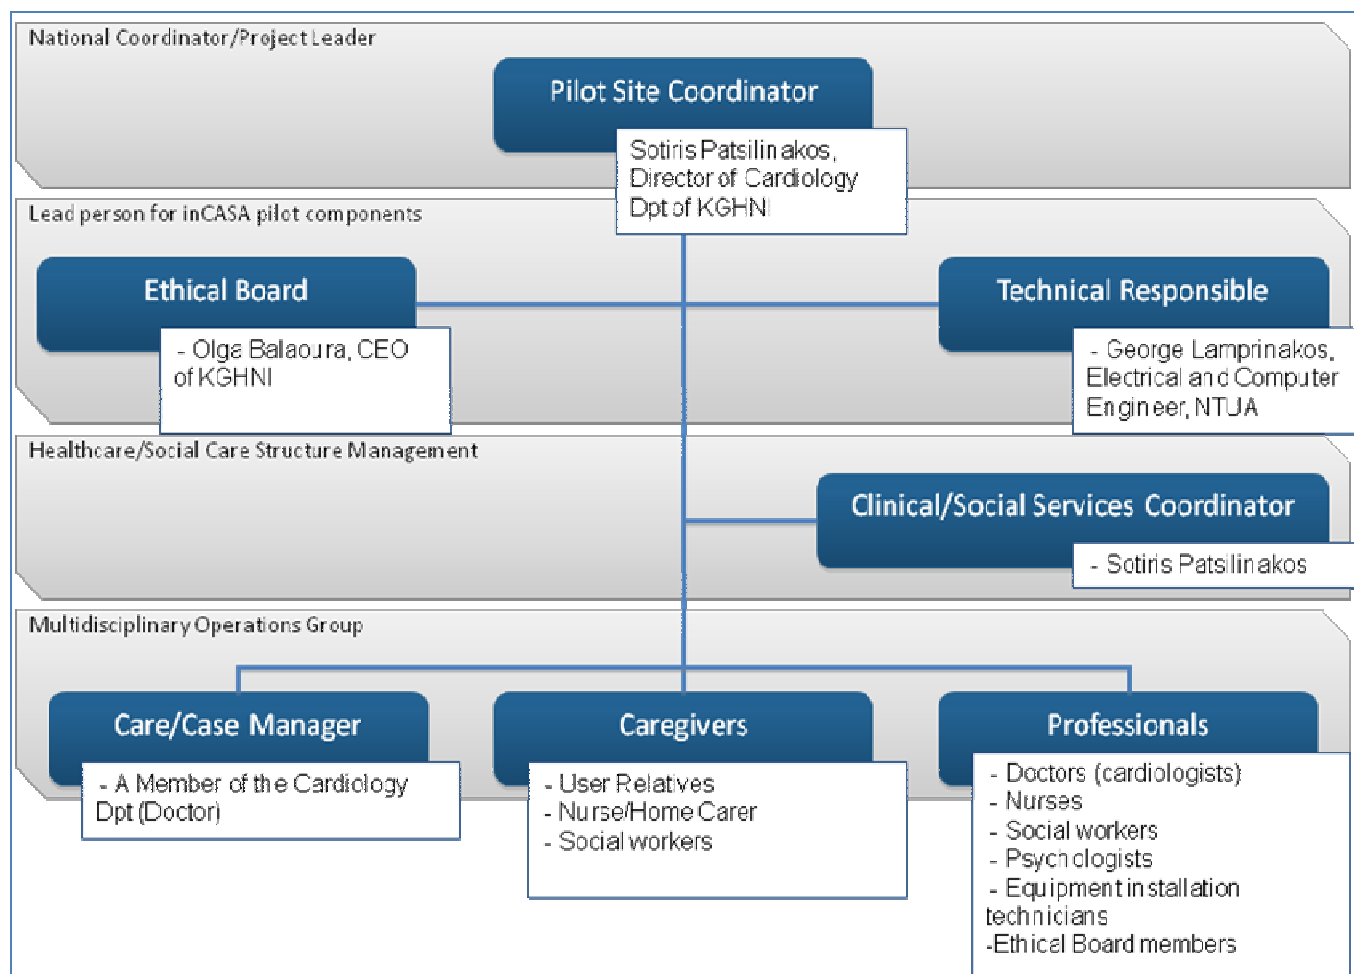 National Coordinator/Project Leader
Pilot Site Coordinator
Sotiris Patsilinakos,
Director of Cardiology
Dpt of KGHNI
Lead person for inCASA pilot components
Ethical Board
- Olga Balaoura, CEO
of KGHNI
Technical Responsible
- George Lamprinakos,
Electrical and Computer
Engineer, NTUA
Healthcare/Social Care Structure Management
Clinical/Social Services Coordinator
- Sotiris Patsilinakos
Multidisciplinary Operations Group
Care/Case Manager
- A Member of the Cardiology
Dpt (Doctor)
Caregivers
- User Relatives
- Nurse/Home Carer
- Social workers
Professionals
- Doctors (cardiologists)
- Nurses
- Social workers
- Psychologists
- Equipment installation
technicians
-Ethical Board members